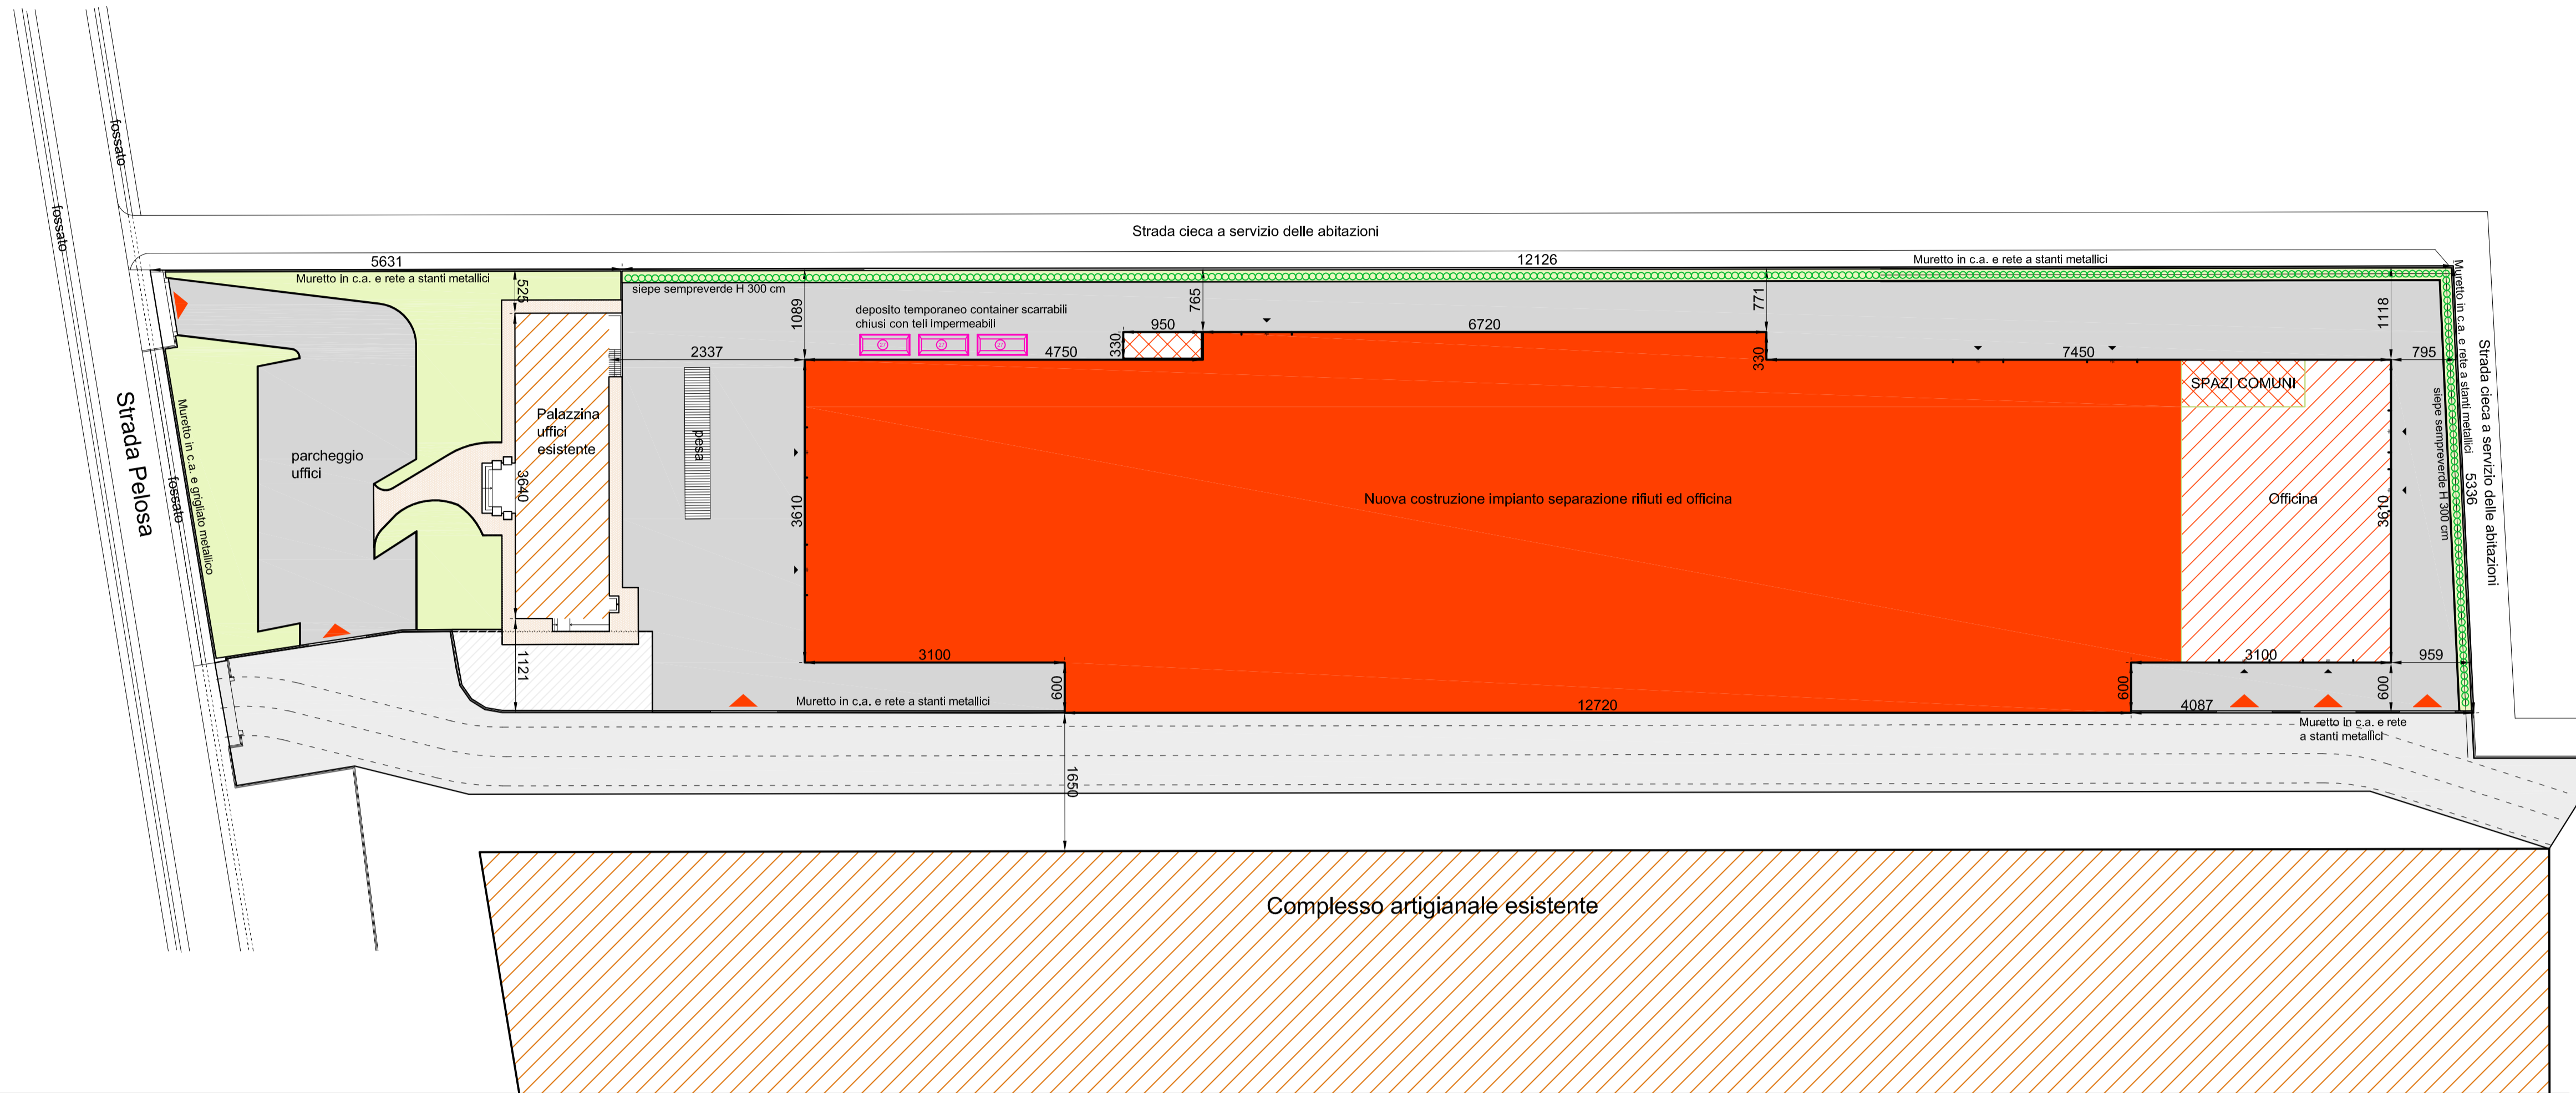 fossato
fossato
Strada cieca a servizio delle abitazioni
5631
12126
Muretto in c.a. e rete a stanti metallici
Muretto in c.a. e rete a stanti metallici
525
siepe sempreverde H 300 cm
1089
deposito temporaneo container scarrabili
chiusi con teli impermeabili
765
771
1118
950
6720
330
330
2337
4750
7450
795
27
27
27
SPAZI COMUNI
Muretto in c.a. e rete a stanti metallici
siepe sempreverde H 300 cm
5336
Strada cieca a servizio delle abitazioni
Strada Pelosa
fossato
Muretto in c.a. e grigliato metallico
parcheggio
uffici
Palazzina
uffici
esistente
3640
pesa
3610
Nuova costruzione impianto separazione rifiuti ed officina
Officina
3610
1121
3100
600
Muretto in c.a. e rete a stanti metallici
12720
3100
959
600
600
4087
Muretto in c.a. e rete
a stanti metallici
1650
Complesso artigianale esistente